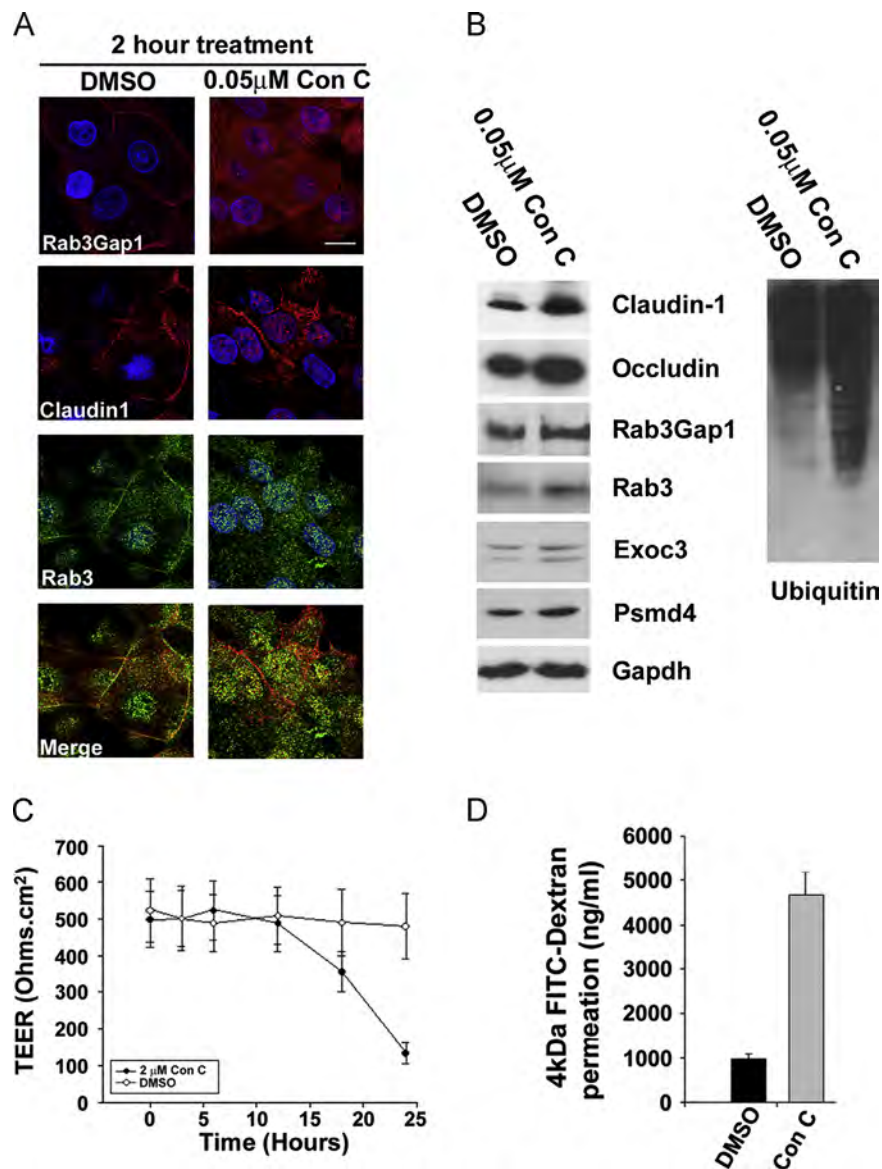 A
2 hour treatment
DMSO 0.05μM Con C
Rab3Gap1
Claudin1
Rab3
Merge
B
DMSO
0.05μM Con C
Claudin-1
Occludin
Rab3Gap1
Rab3
Exoc3
Psmd4
Gapdh
DMSO
0.05μM Con C
Ubiquitin
C
TEER (Ohms.cm²)
700
600
500
400
300
200
100
0
2 μM Con C
DMSO
0 5 10 15 20 25
Time (Hours)
D
4kDa FITC-Dextran
permeation (ng/ml)
6000
5000
4000
3000
2000
1000
0
DMSO
Con C